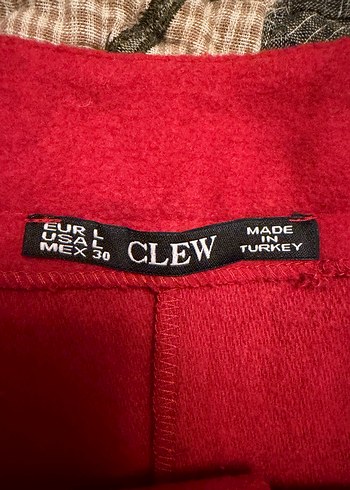 EUR L
USA L
MEX 30
CLEW
MADE
IN
TURKEY